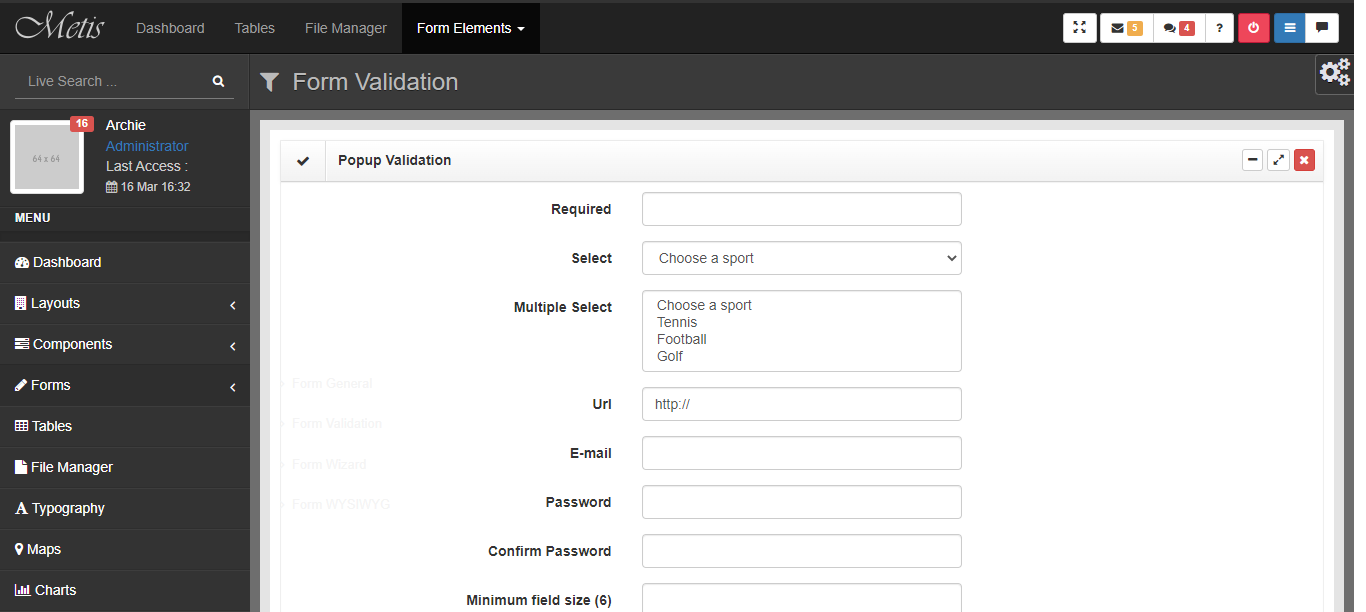 Metis Dashboard Tables File Manager Form Elements 5 4 ?
Live Search ...
Form Validation
16
64 x 64
Archie
Administrator
Last Access :
16 Mar 16:32
MENU
Dashboard
Layouts
Components
Forms
Tables
File Manager
Typography
Maps
Charts
Popup Validation
Required
Select Choose a sport
Multiple Select Choose a sport
Tennis
Football
Golf
Form General
Url http://
Form Validation
E-mail
Form Wizard
Password
Form WYSIWYG
Confirm Password
Minimum field size (6)